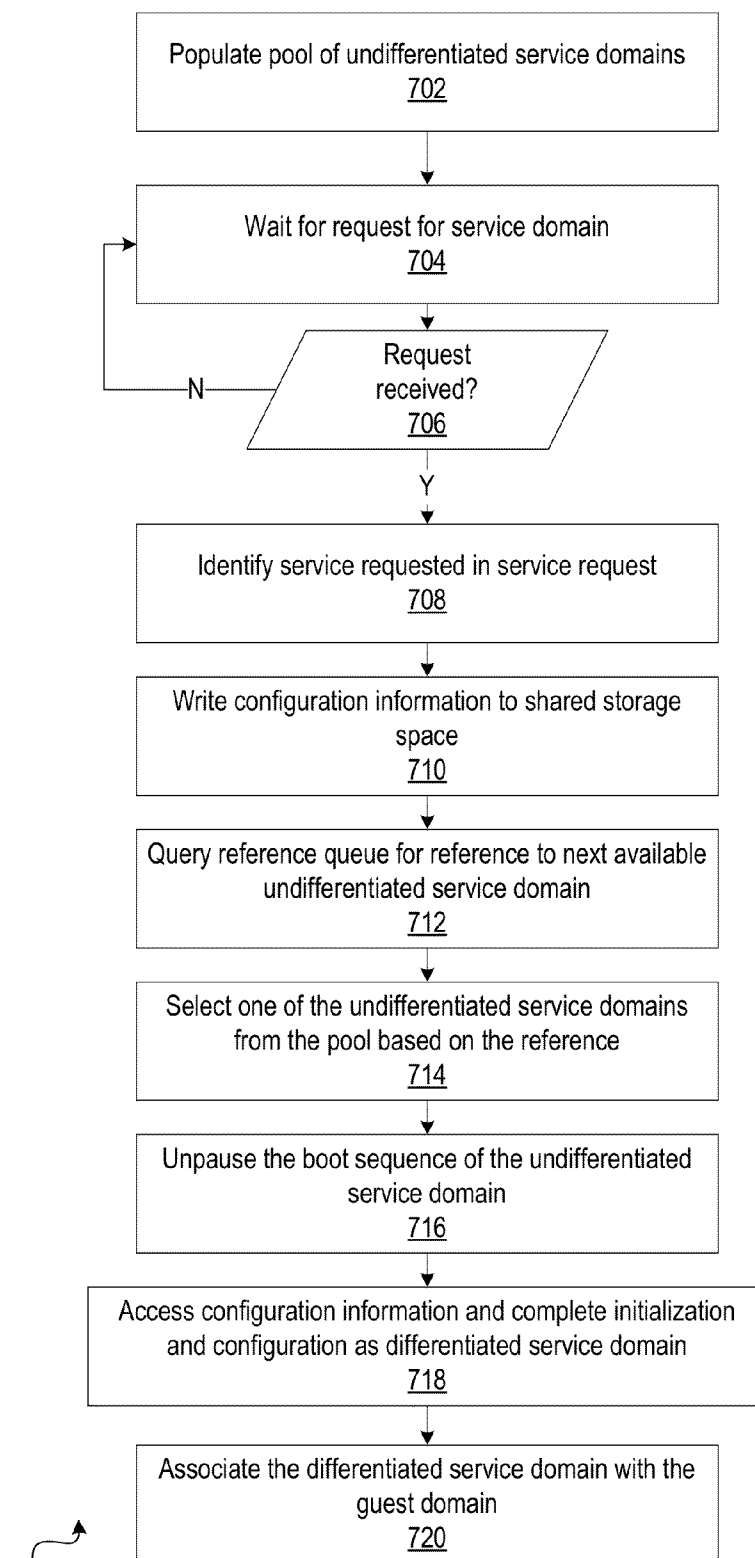 Populate pool of undifferentiated service domains
702
Wait for request for service domain
704
Request
received?
706
N
Y
Identify service requested in service request
708
Write configuration information to shared storage
space
710
Query reference queue for reference to next available
undifferentiated service domain
712
Select one of the undifferentiated service domains
from the pool based on the reference
714
Unpause the boot sequence of the undifferentiated
service domain
716
Access configuration information and complete initialization
and configuration as differentiated service domain
718
Associate the differentiated service domain with the
guest domain
720